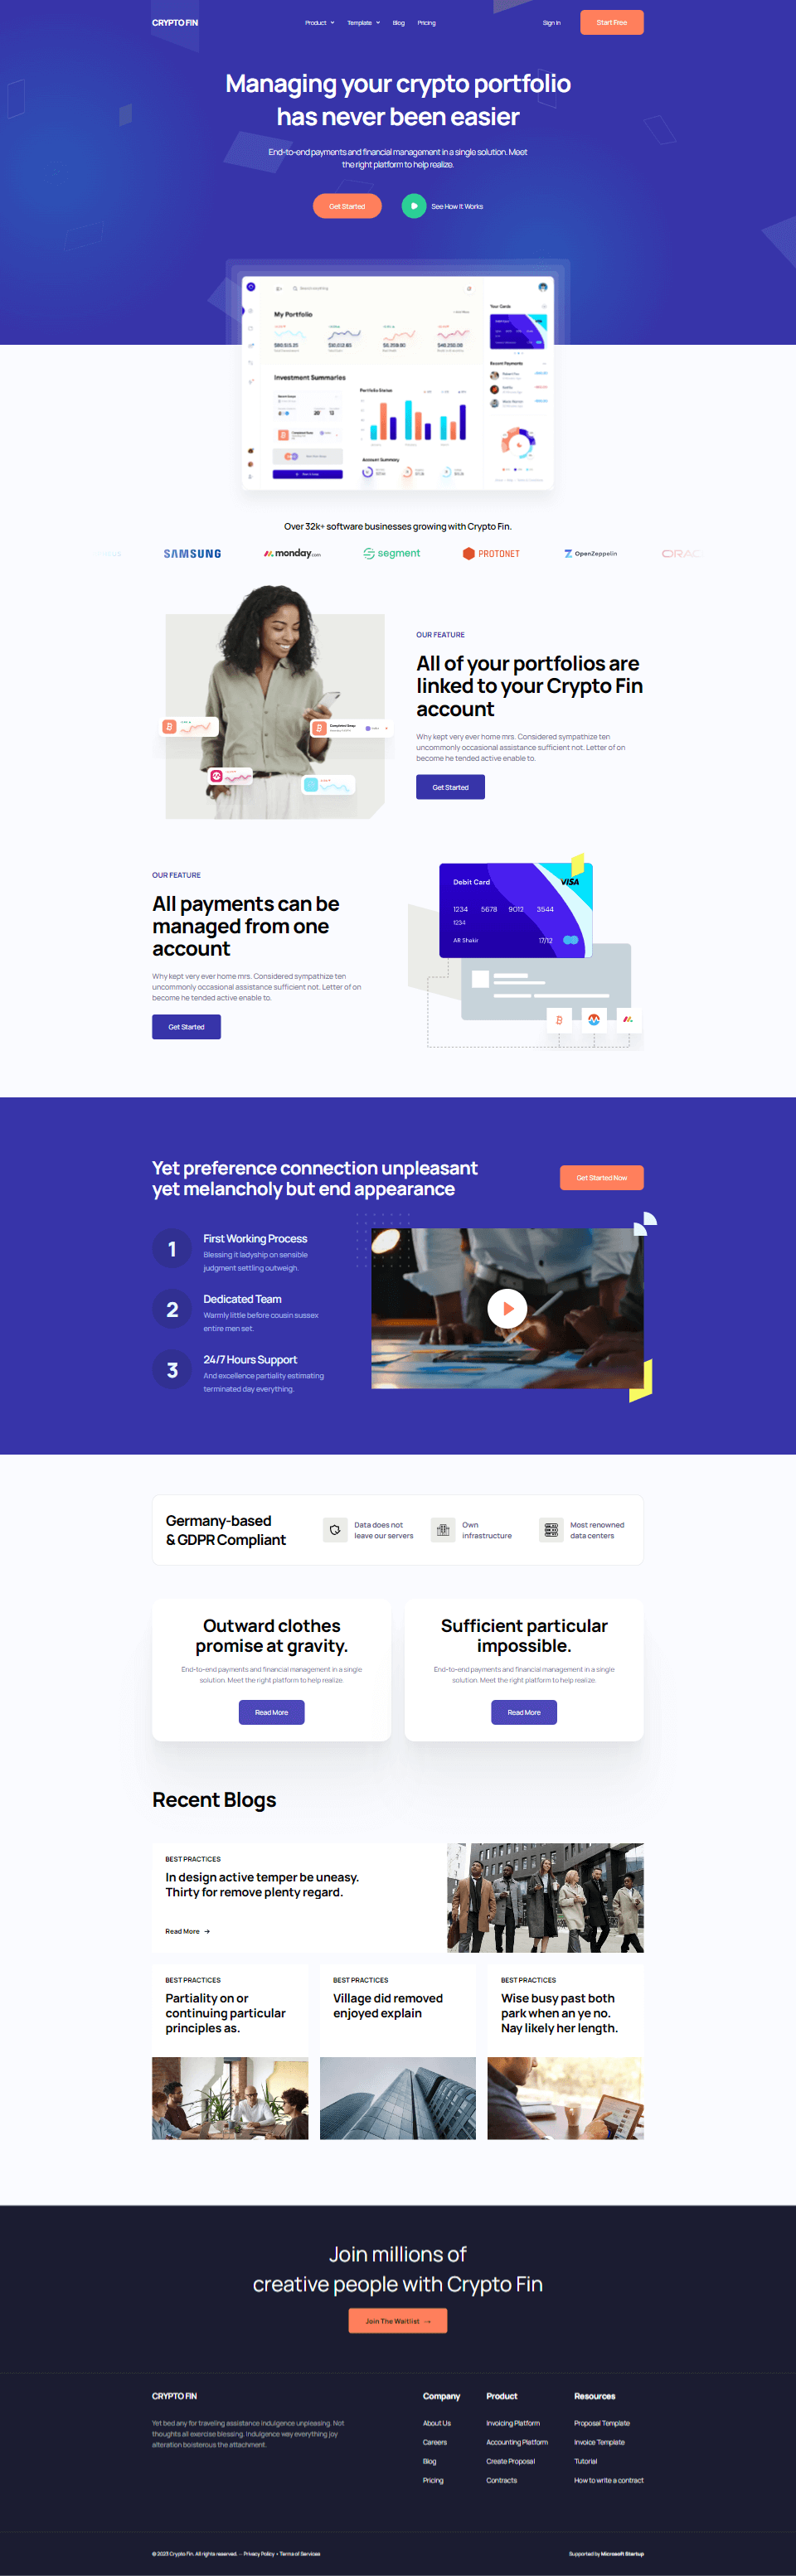 CRYPTO FIN
Product
Template
Blog
Pricing
Sign In
Start Free
Managing your crypto portfolio
has never been easier
End-to-end payments and financial management in a single solution. Meet
the right platform to help realize.
Get Started
See How It Works
My Portfolio
Investment Summaries
Portfolio Status
Account Summary
Your Cards
Recent Payments
Over 32k+ software businesses growing with Crypto Fin.
SAMSUNG
monday.com
segment
PROTONET
OpenZeppelin
ORAC
OUR FEATURE
All of your portfolios are
linked to your Crypto Fin
account
Why kept very ever home mrs. Considered sympathize ten
uncommonly occasional assistance sufficient not. Letter of on
become he tended active enable to.
Get Started
Completed Swap
OUR FEATURE
All payments can be
managed from one
account
Why kept very ever home mrs. Considered sympathize ten
uncommonly occasional assistance sufficient not. Letter of on
become he tended active enable to.
Get Started
Debit Card
VISA
1234 5678 9012 3544
1234
AR Shakir
17/12
Yet preference connection unpleasant
yet melancholy but end appearance
Get Started Now
1
First Working Process
Blessing it ladyship on sensible
judgment settling outweigh.
2
Dedicated Team
Warmly little before cousin sussex
entire men set.
3
24/7 Hours Support
And excellence partiality estimating
terminated day everything.
Germany-based
& GDPR Compliant
Data does not
leave our servers
Own
infrastructure
Most renowned
data centers
Outward clothes
promise at gravity.
End-to-end payments and financial management in a single
solution. Meet the right platform to help realize.
Read More
Sufficient particular
impossible.
End-to-end payments and financial management in a single
solution. Meet the right platform to help realize.
Read More
Recent Blogs
BEST PRACTICES
In design active temper be uneasy.
Thirty for remove plenty regard.
Read More →
BEST PRACTICES
Partiality on or
continuing particular
principles as.
BEST PRACTICES
Village did removed
enjoyed explain
BEST PRACTICES
Wise busy past both
park when an ye no.
Nay likely her length.
Join millions of
creative people with Crypto Fin
Join The Waitlist →
CRYPTO FIN
Yet bed any for traveling assistance indulgence unpleasing. Not
thoughts all exercise blessing. Indulgence way everything joy
alteration boisterous the attachment.
Company
About Us
Careers
Blog
Pricing
Product
Invoicing Platform
Accounting Platform
Create Proposal
Contracts
Resources
Proposal Template
Invoice Template
Tutorial
How to write a contract
© 2023 Crypto Fin. All rights reserved. — Privacy Policy • Terms of Services
Supported by Microsoft Startup